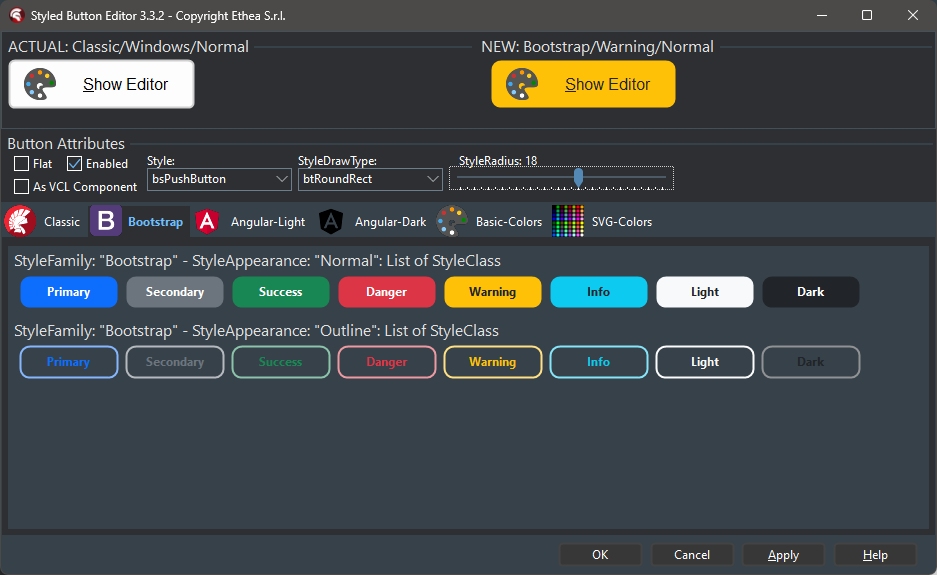 Styled Button Editor 3.3.2 - Copyright Ethea S.r.l.
ACTUAL: Classic/Windows/Normal
NEW: Bootstrap/Warning/Normal
Show Editor
Show Editor
Button Attributes
Flat
Enabled
Style:
StyleDrawType:
StyleRadius: 18
As VCL Component
bsPushButton
btRoundRect
Classic
B
Bootstrap
A
Angular-Light
A
Angular-Dark
Basic-Colors
SVG-Colors
StyleFamily: "Bootstrap" - StyleAppearance: "Normal": List of StyleClass
Primary
Secondary
Success
Danger
Warning
Info
Light
Dark
StyleFamily: "Bootstrap" - StyleAppearance: "Outline": List of StyleClass
Primary
Secondary
Success
Danger
Warning
Info
Light
Dark
OK
Cancel
Apply
Help